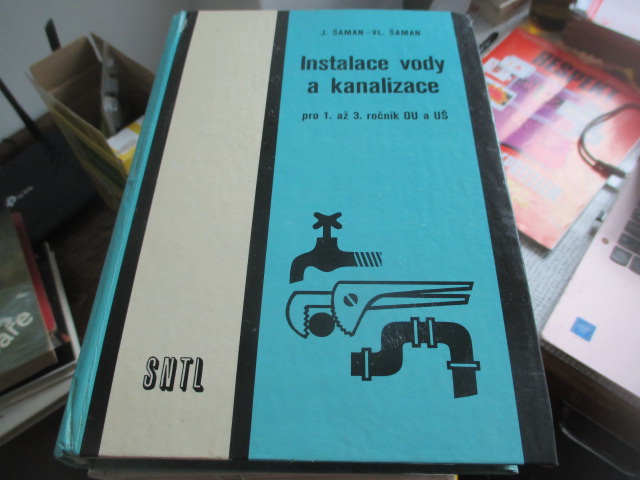 J. ŠAMAN – VL. ŠAMAN
Instalace vody
a kanalizace
pro 1. až 3. ročník OU a UŠ
SNTL